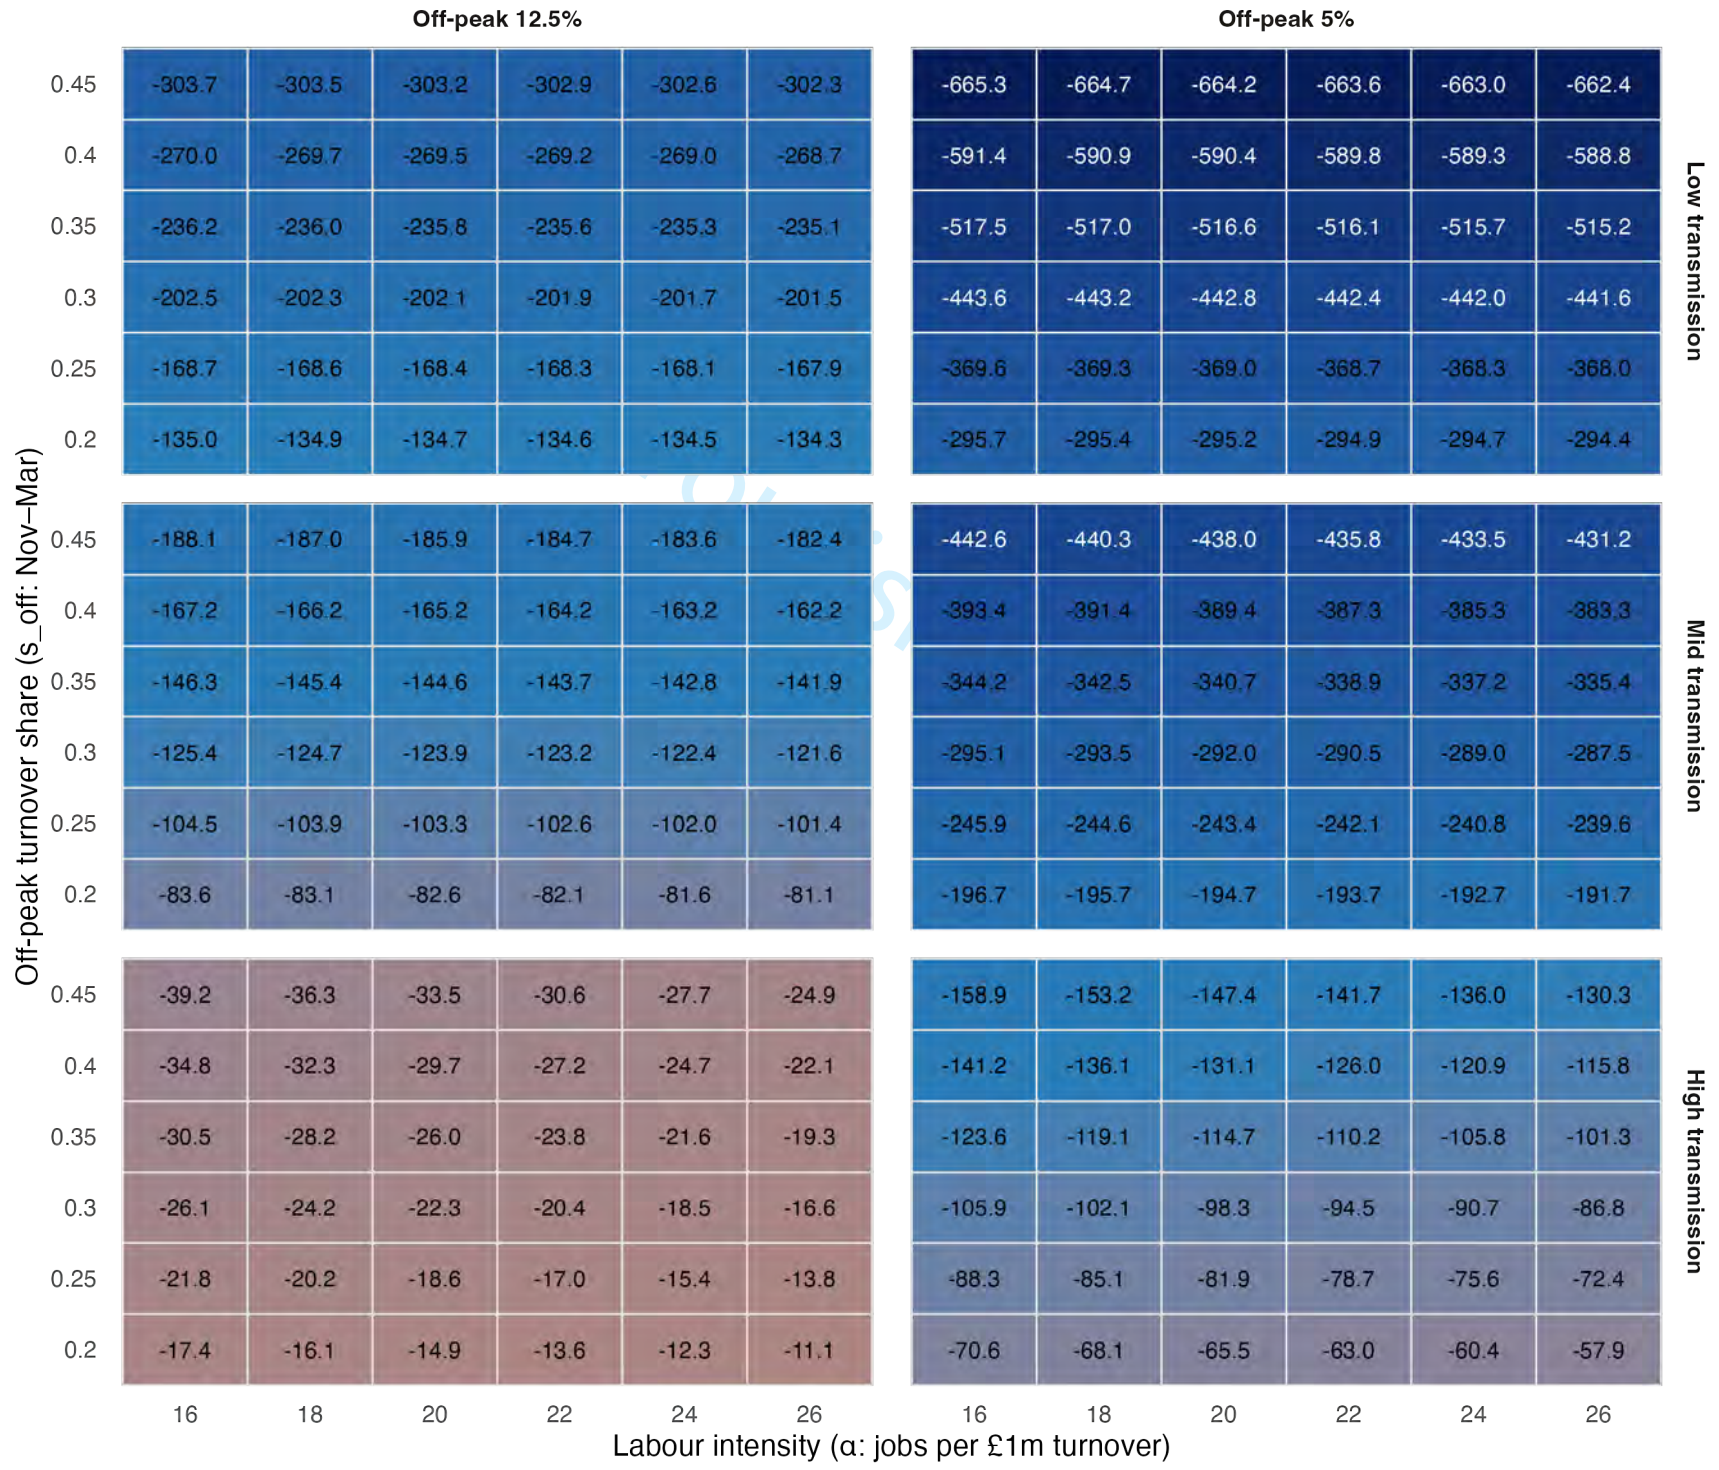 Off-peak 12.5% Off-peak 5%
0.45 -303.7 -303.5 -303.2 -302.9 -302.6 -302.3 -665.3 -664.7 -664.2 -663.6 -663.0 -662.4
0.4 -270.0 -269.7 -269.5 -269.2 -269.0 -268.7 -591.4 -590.9 -590.4 -589.8 -589.3 -588.8
0.35 -236.2 -236.0 -235.8 -235.6 -235.3 -235.1 -517.5 -517.0 -516.6 -516.1 -515.7 -515.2
0.3 -202.5 -202.3 -202.1 -201.9 -201.7 -201.5 -443.6 -443.2 -442.8 -442.4 -442.0 -441.6
0.25 -168.7 -168.6 -168.4 -168.3 -168.1 -167.9 -369.6 -369.3 -369.0 -368.7 -368.3 -368.0
0.2 -135.0 -134.9 -134.7 -134.6 -134.5 -134.3 -295.7 -295.4 -295.2 -294.9 -294.7 -294.4
Low transmission
0.45 -188.1 -187.0 -185.9 -184.7 -183.6 -182.4 -442.6 -440.3 -438.0 -435.8 -433.5 -431.2
0.4 -167.2 -166.2 -165.2 -164.2 -163.2 -162.2 -393.4 -391.4 -389.4 -387.3 -385.3 -383.3
0.35 -146.3 -145.4 -144.6 -143.7 -142.8 -141.9 -344.2 -342.5 -340.7 -338.9 -337.2 -335.4
0.3 -125.4 -124.7 -123.9 -123.2 -122.4 -121.6 -295.1 -293.5 -292.0 -290.5 -289.0 -287.5
0.25 -104.5 -103.9 -103.3 -102.6 -102.0 -101.4 -245.9 -244.6 -243.4 -242.1 -240.8 -239.6
0.2 -83.6 -83.1 -82.6 -82.1 -81.6 -81.1 -196.7 -195.7 -194.7 -193.7 -192.7 -191.7
Mid transmission
0.45 -39.2 -36.3 -33.5 -30.6 -27.7 -24.9 -158.9 -153.2 -147.4 -141.7 -136.0 -130.3
0.4 -34.8 -32.3 -29.7 -27.2 -24.7 -22.1 -141.2 -136.1 -131.1 -126.0 -120.9 -115.8
0.35 -30.5 -28.2 -26.0 -23.8 -21.6 -19.3 -123.6 -119.1 -114.7 -110.2 -105.8 -101.3
0.3 -26.1 -24.2 -22.3 -20.4 -18.5 -16.6 -105.9 -102.1 -98.3 -94.5 -90.7 -86.8
0.25 -21.8 -20.2 -18.6 -17.0 -15.4 -13.8 -88.3 -85.1 -81.9 -78.7 -75.6 -72.4
0.2 -17.4 -16.1 -14.9 -13.6 -12.3 -11.1 -70.6 -68.1 -65.5 -63.0 -60.4 -57.9
High transmission
16 18 20 22 24 26 16 18 20 22 24 26
Labour intensity (α: jobs per £1m turnover)
Off-peak turnover share (s_off: Nov–Mar)